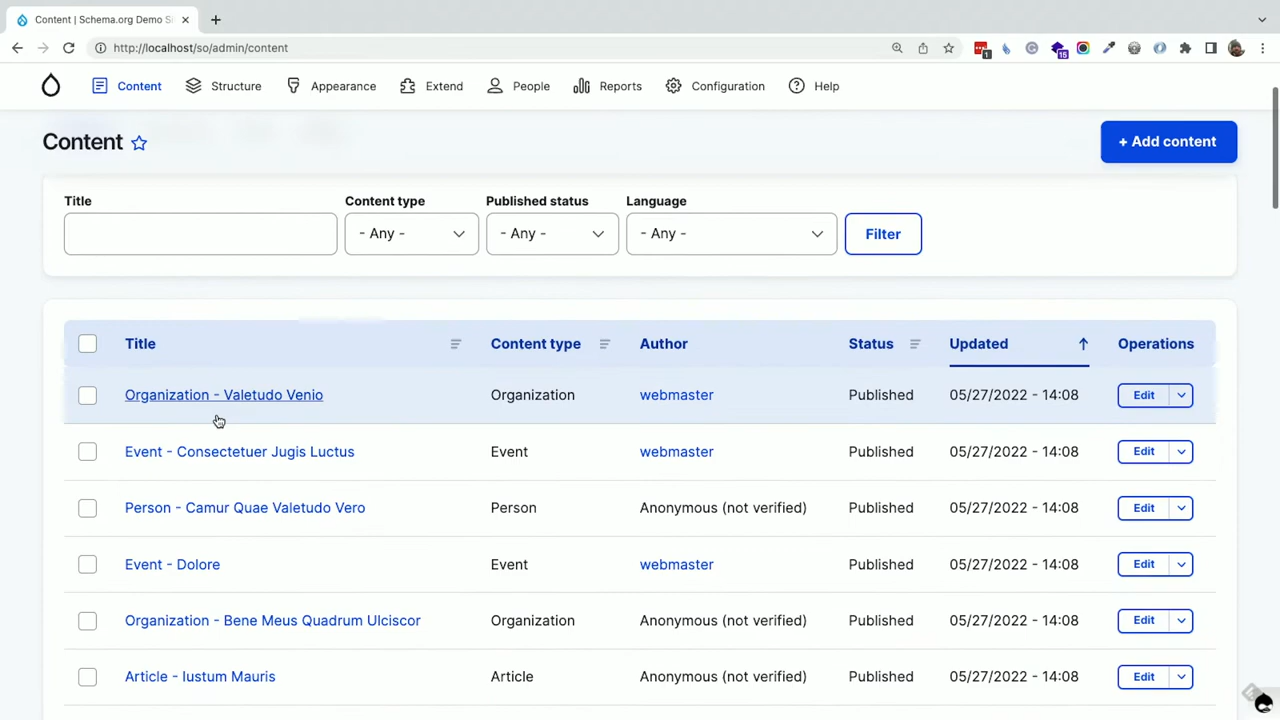 Content | Schema.org Demo Si
http://localhost/so/admin/content
1
15
Content Structure Appearance Extend People Reports Configuration Help
Content
+ Add content
Title Content type Published status Language
- Any - - Any - - Any - Filter
Title Content type Author Status Updated Operations
Organization - Valetudo Venio Organization webmaster Published 05/27/2022 - 14:08 Edit
Event - Consectetuer Jugis Luctus Event webmaster Published 05/27/2022 - 14:08 Edit
Person - Camur Quae Valetudo Vero Person Anonymous (not verified) Published 05/27/2022 - 14:08 Edit
Event - Dolore Event webmaster Published 05/27/2022 - 14:08 Edit
Organization - Bene Meus Quadrum Ulciscor Organization Anonymous (not verified) Published 05/27/2022 - 14:08 Edit
Article - Iustum Mauris Article Anonymous (not verified) Published 05/27/2022 - 14:08 Edit